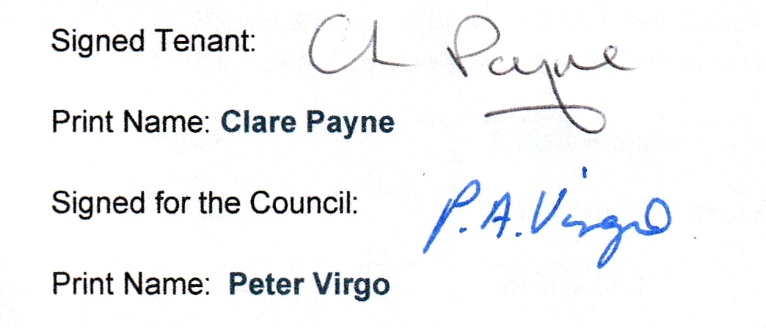 Signed Tenant: Cl Payne
Print Name: Clare Payne
Signed for the Council: P.A.Virgo
Print Name: Peter Virgo